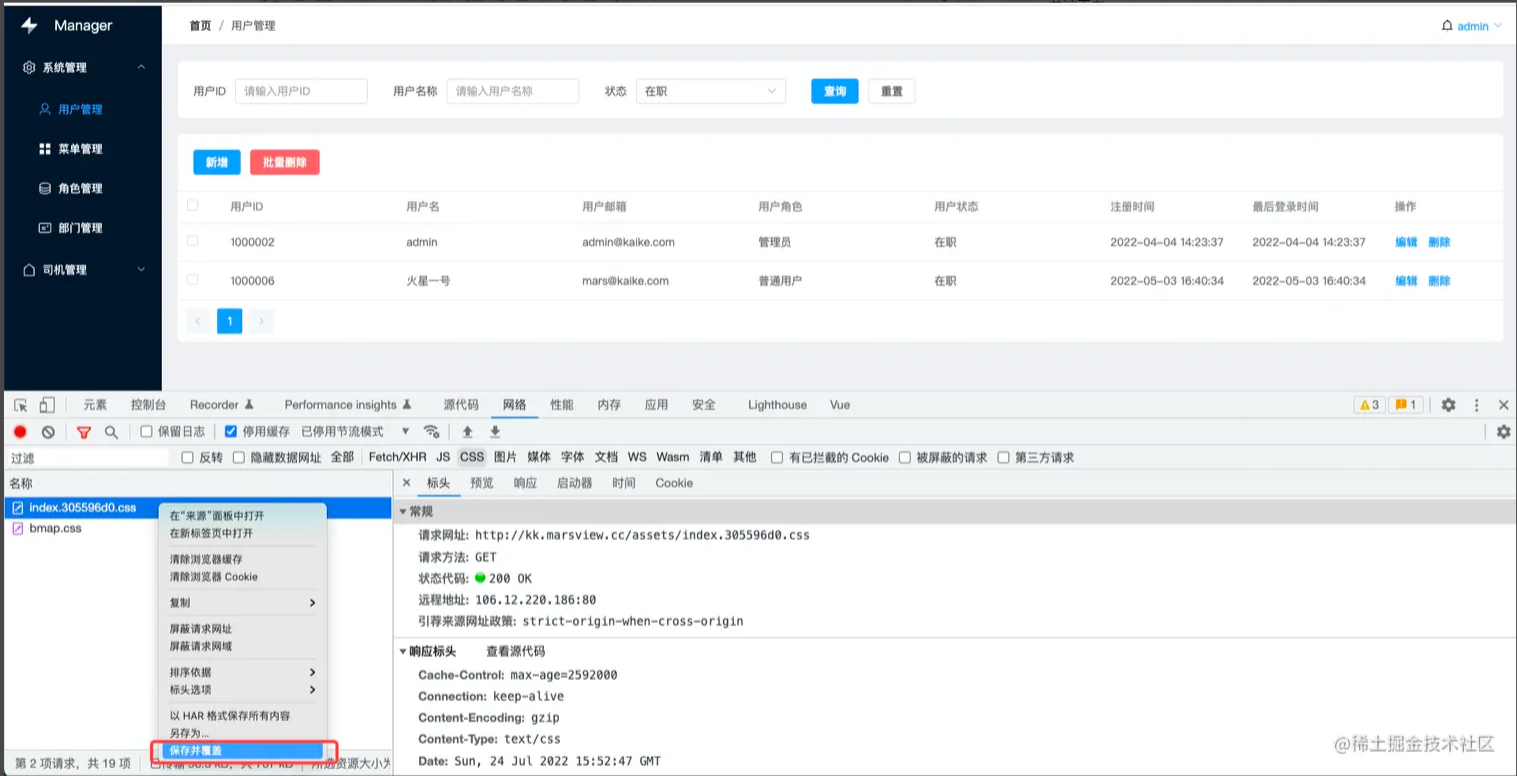 Manager
首页 / 用户管理
admin
系统管理
用户管理
菜单管理
角色管理
部门管理
司机管理
用户ID 请输入用户ID 用户名称 请输入用户名称 状态 在职 查询 重置
新增 批量删除
用户ID 用户名 用户邮箱 用户角色 用户状态 注册时间 最后登录时间 操作
1000002 admin admin@kaike.com 管理员 在职 2022-04-04 14:23:37 2022-04-04 14:23:37 编辑 删除
1000006 火星一号 mars@kaike.com 普通用户 在职 2022-05-03 16:40:34 2022-05-03 16:40:34 编辑 删除
1
元素 控制台 Recorder Performance insights 源代码 网络 性能 内存 应用 安全 Lighthouse Vue 3 1
保留日志 停用缓存 已停用节流模式
过滤 反转 隐藏数据网址 全部 Fetch/XHR JS CSS 图片 媒体 字体 文档 WS Wasm 清单 其他 有已拦截的 Cookie 被屏蔽的请求 第三方请求
名称
index.305596d0.css
bmap.css
在“来源”面板中打开
在新标签页中打开
清除浏览器缓存
清除浏览器 Cookie
复制
屏蔽请求网址
屏蔽请求网域
排序依据
标头选项
以 HAR 格式保存所有内容
另存为...
保存并覆盖
第 2 项请求，共 19 项
所选资源大小为
标头 预览 响应 启动器 时间 Cookie
常规
请求网址: http://kk.marsview.cc/assets/index.305596d0.css
请求方法: GET
状态代码: 200 OK
远程地址: 106.12.220.186:80
引荐来源网址政策: strict-origin-when-cross-origin
响应标头 查看源代码
Cache-Control: max-age=2592000
Connection: keep-alive
Content-Encoding: gzip
Content-Type: text/css
Date: Sun, 24 Jul 2022 15:52:47 GMT
@稀土掘金技术社区